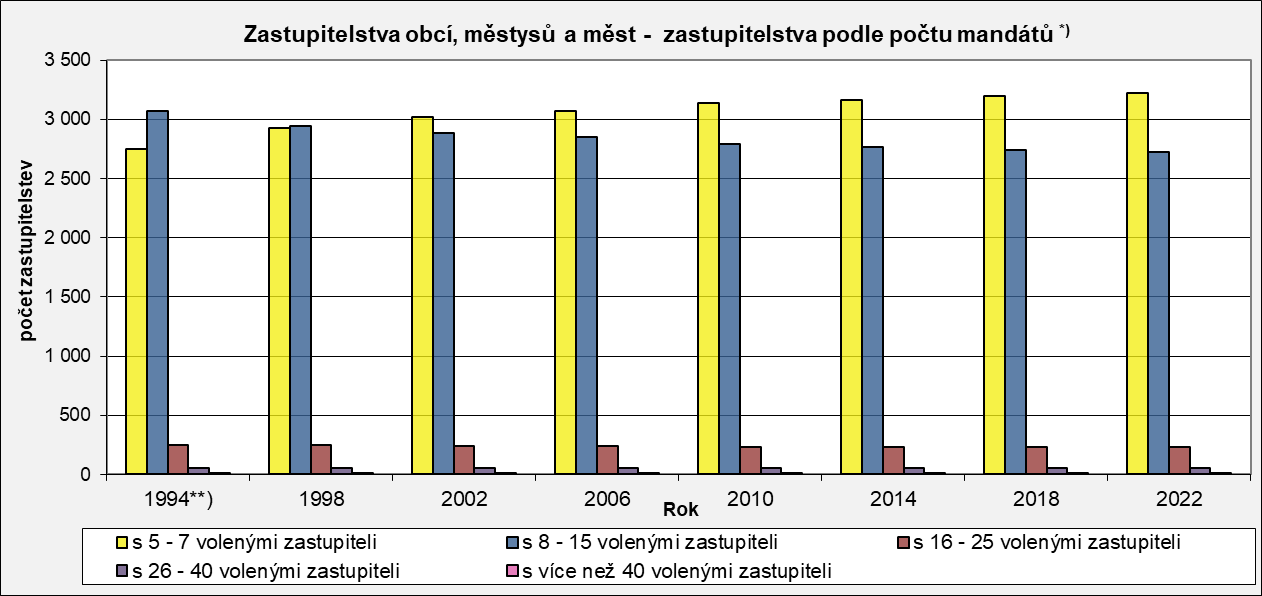 Zastupitelstva obcí, městysů a měst - zastupitelstva podle počtu mandátů *)
počet zastupitelstev
3 500
3 000
2 500
2 000
1 500
1 000
500
0
1994**) 1998 2002 2006 2010 2014 2018 2022
Rok
s 5 - 7 volenými zastupiteli s 8 - 15 volenými zastupiteli s 16 - 25 volenými zastupiteli
s 26 - 40 volenými zastupiteli s více než 40 volenými zastupiteli